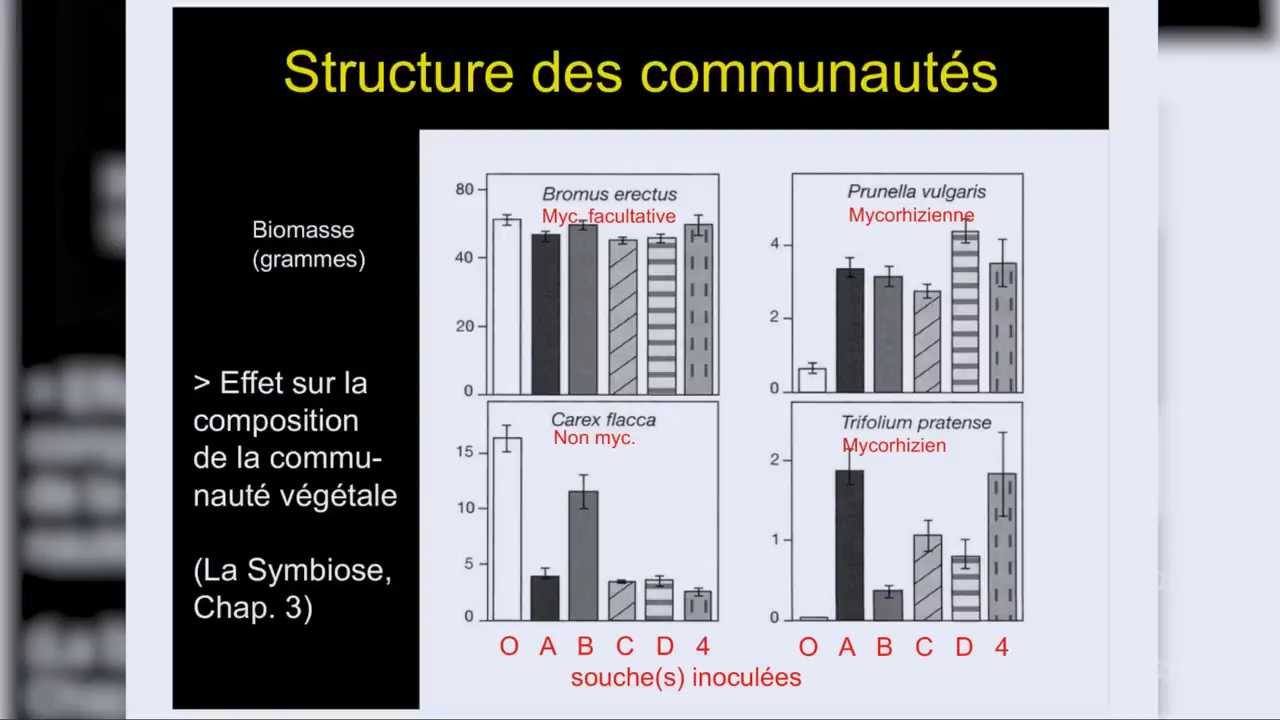 Structure des communautés
Biomasse
(grammes)
> Effet sur la
composition
de la commu-
nauté végétale
(La Symbiose,
Chap. 3)
Bromus erectus
Myc. facultative
80
40
20
0
Prunella vulgaris
Mycorhizienne
4
2
0
Carex flacca
Non myc.
15
10
5
0
Trifolium pratense
Mycorhizien
2
1
0
O A B C D 4
O A B C D 4
souche(s) inoculées